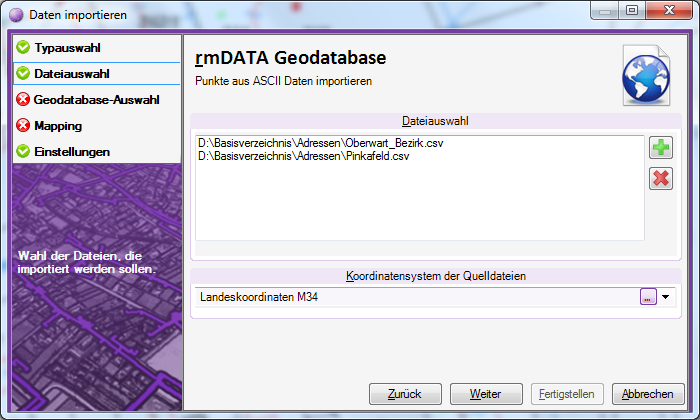 Daten importieren
Typauswahl
Dateiauswahl
Geodatabase-Auswahl
Mapping
Einstellungen
Wahl der Dateien, die
importiert werden sollen.
rmDATA Geodatabase
Punkte aus ASCII Daten importieren
Dateiauswahl
D:\Basisverzeichnis\Adressen\Oberwart_Bezirk.csv
D:\Basisverzeichnis\Adressen\Pinkafeld.csv
Koordinatensystem der Quelldateien
Landeskoordinaten M34
...
Zurück
Weiter
Fertigstellen
Abbrechen